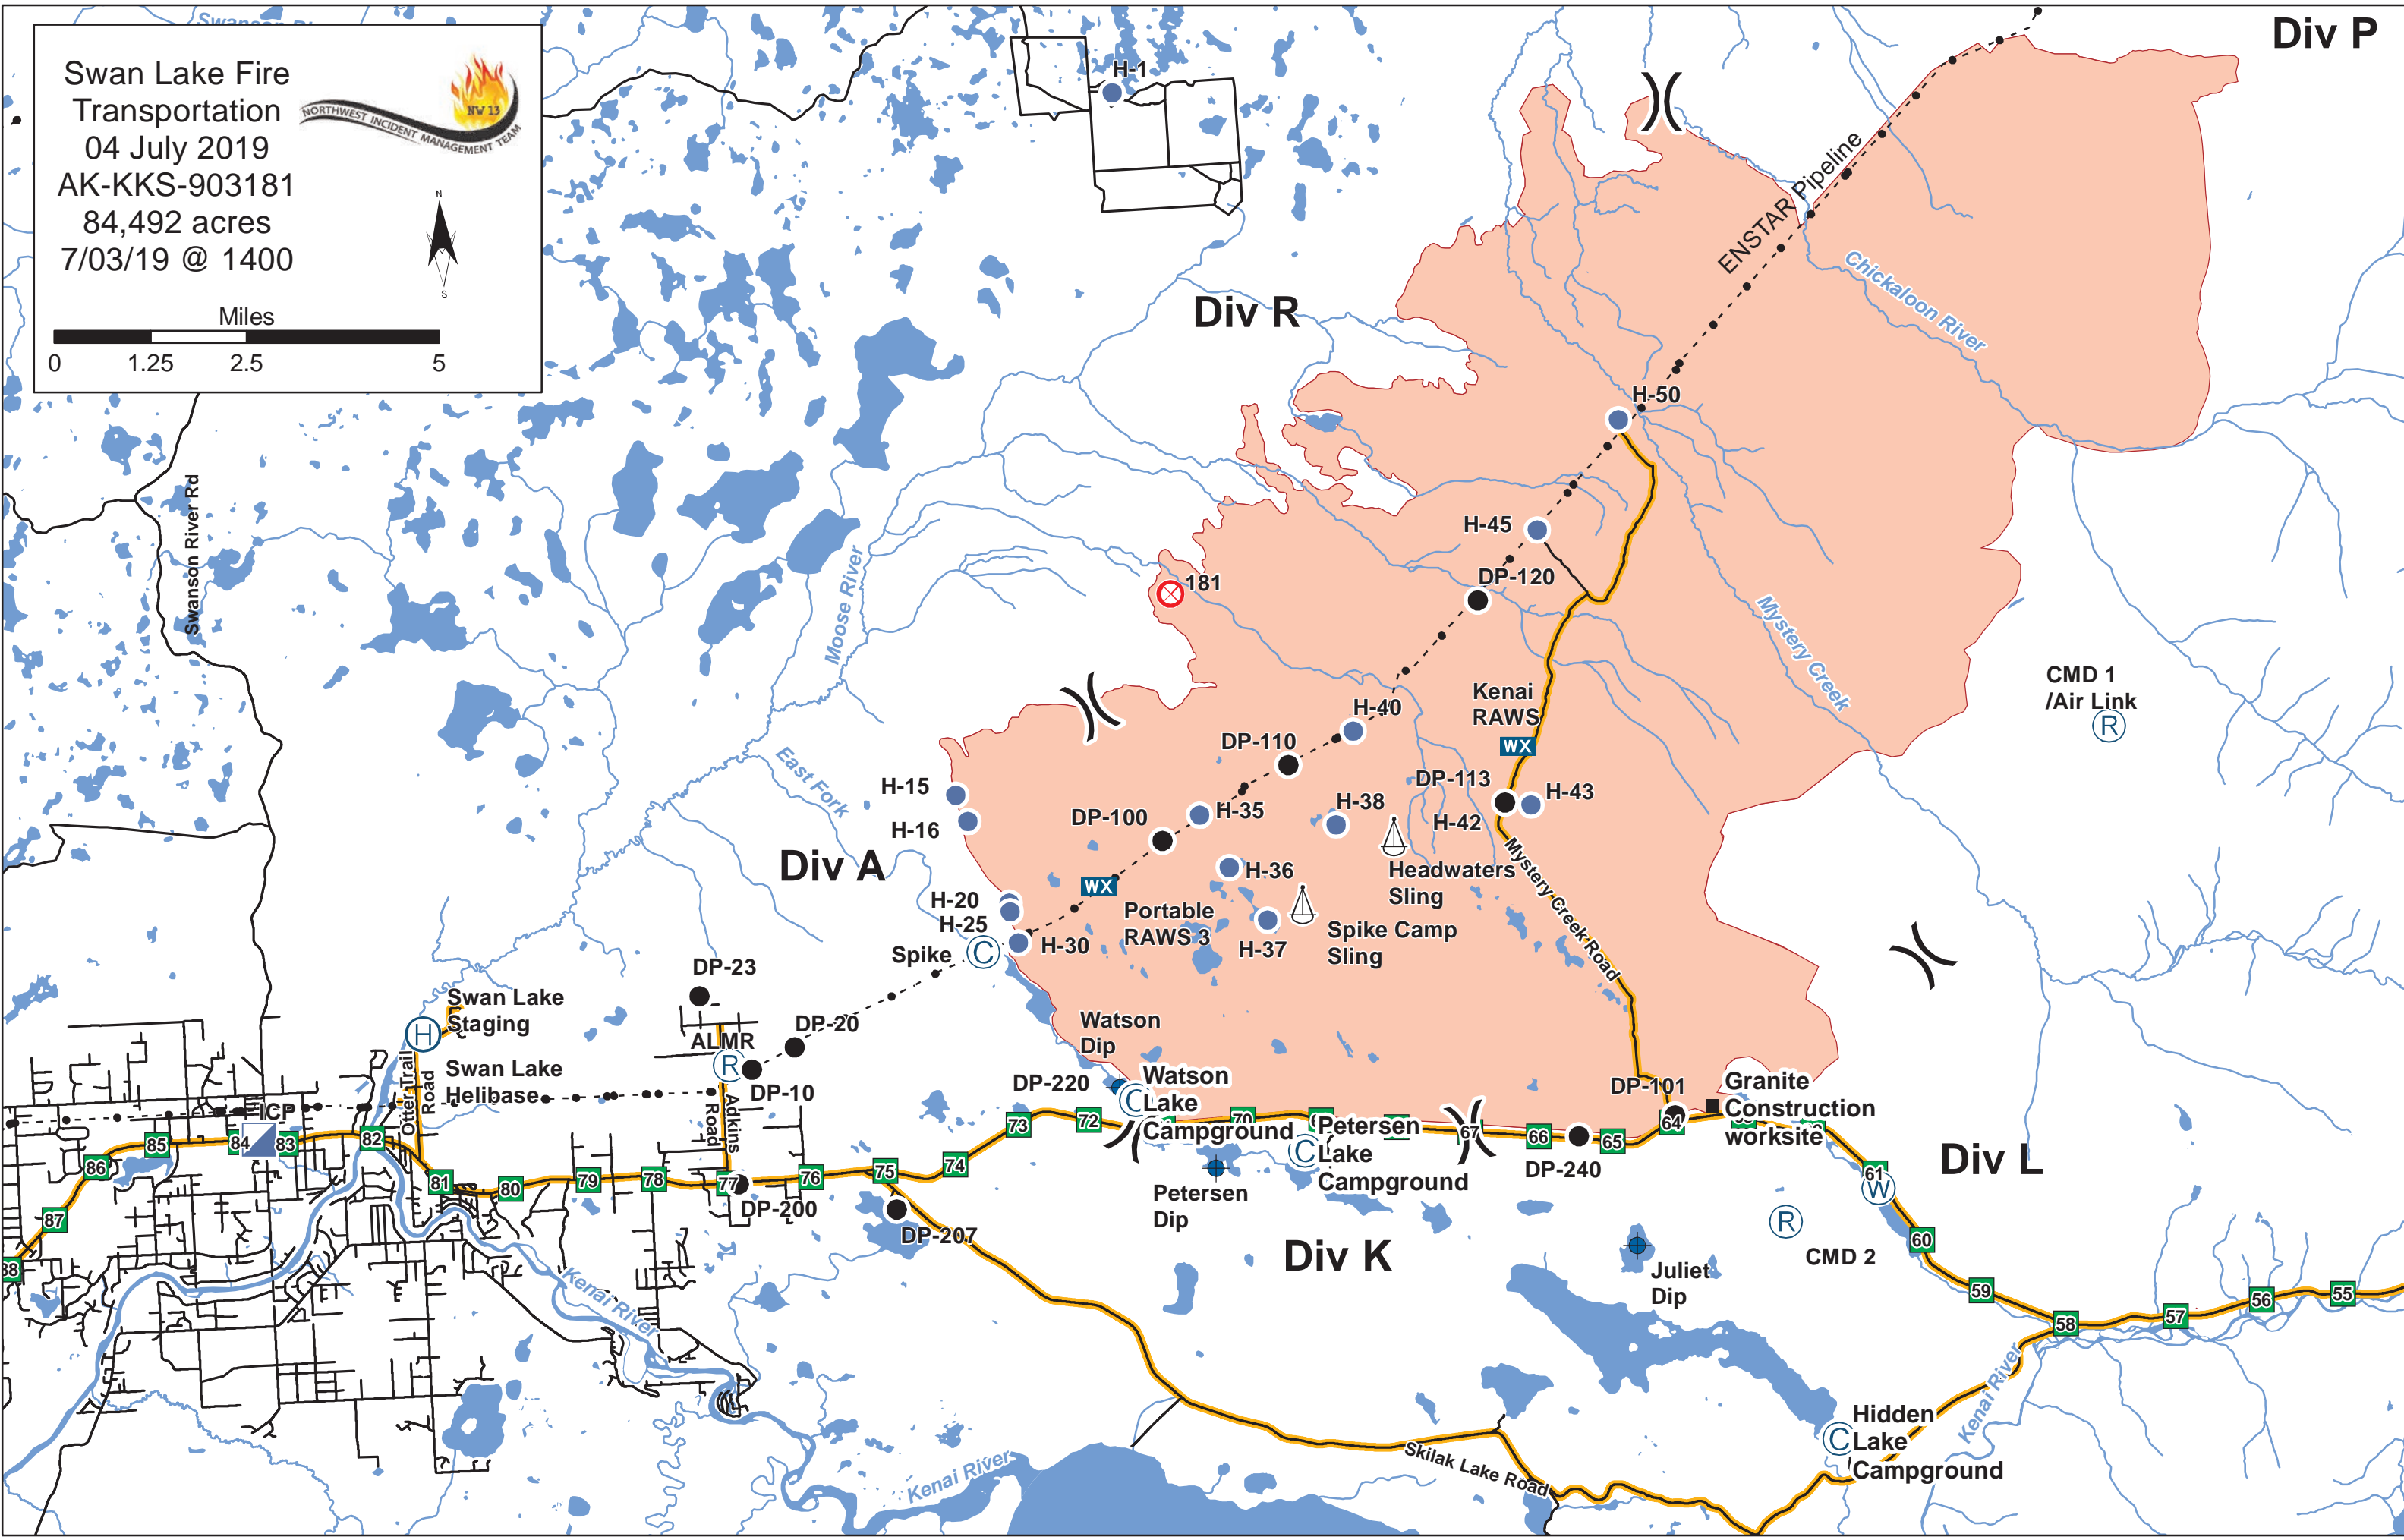 Swanson Ri
Div P
Swan Lake Fire
Transportation
04 July 2019
AK-KKS-903181
84,492 acres
7/03/19 @ 1400
NW 13
NORTHWEST INCIDENT MANAGEMENT TEAM
N
S
Miles
0 1.25 2.5 5
H-1
ENSTAR Pipeline
Chickaloon River
Div R
H-50
Swanson River Rd
H-45
DP-120
181
Moose River
Mystery Creek
CMD 1
/Air Link
R
Kenai
RAWS
WX
H-40
DP-110
East Fork
H-15
H-16
DP-100
H-35
H-38
DP-113
H-43
H-42
Mystery Creek Road
Div A
Headwaters
Sling
H-36
WX
H-20
H-25
Portable
RAWS 3
H-37
Spike Camp
Sling
H-30
Spike
C
DP-23
Swan Lake
Staging
H
DP-20
ALMR
R
DP-10
Watson
Dip
DP-220
Swan Lake
Helibase
Otter Trail
Road
Adkins
Road
ICP
C
Watson
Lake
Campground
DP-101
Granite
Construction
worksite
C
Petersen
Lake
Campground
88
87
86
85
84
83
82
81
80
79
78
77
76
75
74
73
72
70
67
66
65
64
61
60
59
58
57
56
55
W
DP-240
Div L
DP-200
DP-207
Petersen
Dip
Div K
R
CMD 2
Juliet
Dip
Kenai River
Kenai River
Kenai River
Skilak Lake Road
C
Hidden
Lake
Campground